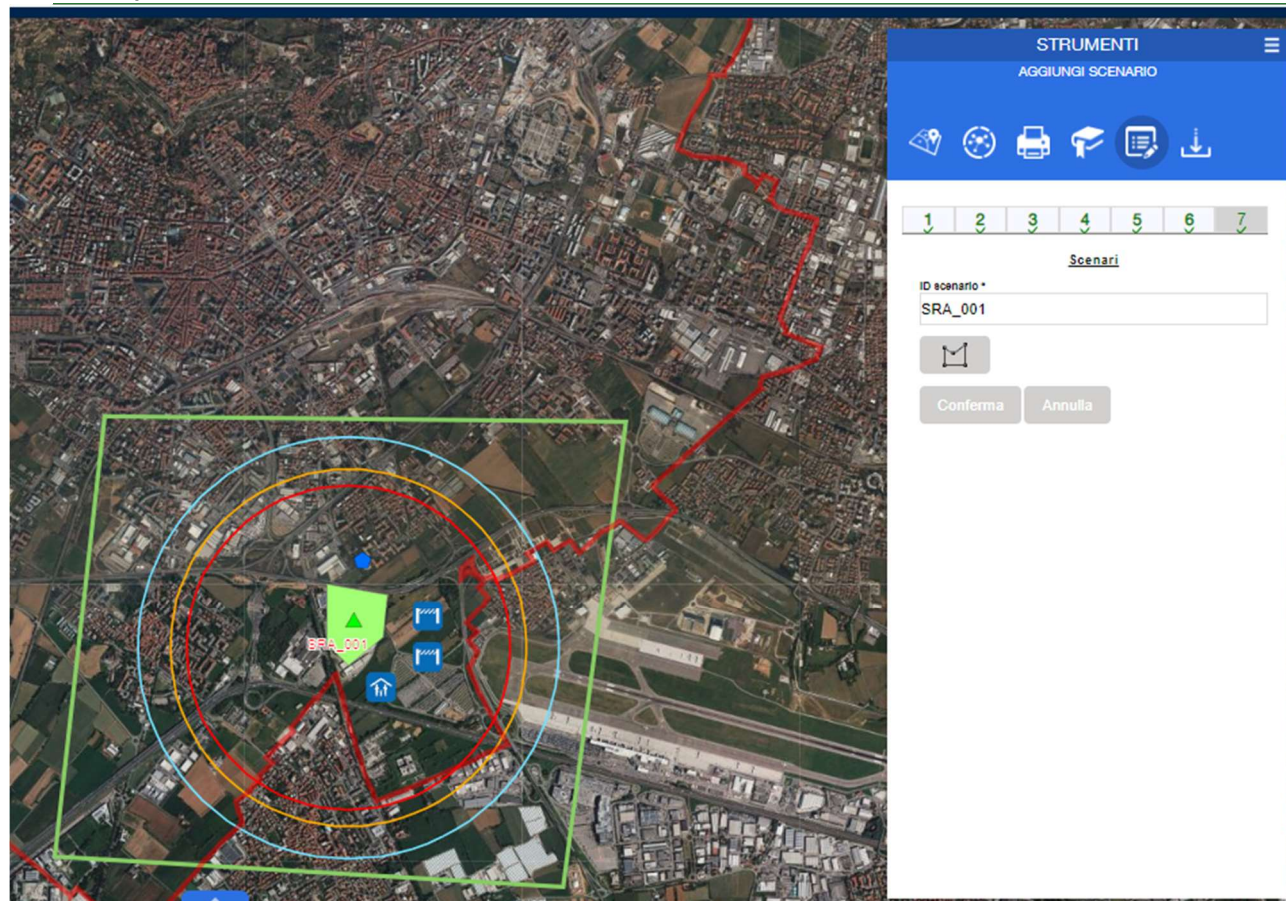 STRUMENTI
AGGIUNGI SCENARIO
1 2 3 4 5 6 7
Scenari
ID scenario *
SRA_001
Conferma Annulla
SRA_001